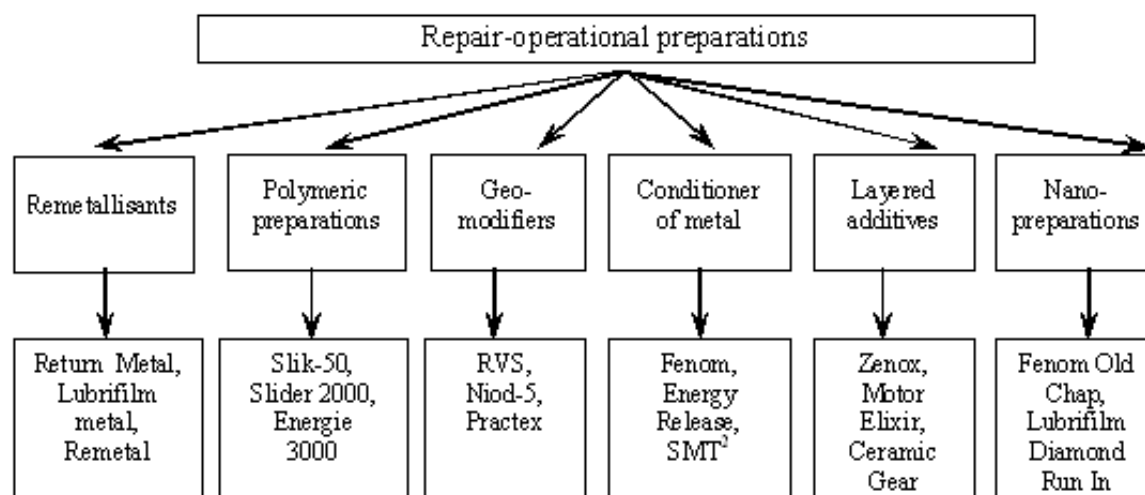 Repair-operational preparations
Remetallisants
Polymeric
preparations
Geo-
modifiers
Conditioner
of metal
Layered
additives
Nano-
preparations
Return Metal,
Lubrifilm
metal,
Remetal
Slik-50,
Slider 2000,
Energie
3000
RVS,
Niod-5,
Practex
Fenom,
Energy
Release,
SMT²
Zenox,
Motor
Elixir,
Ceramic
Gear
Fenom Old
Chap,
Lubrifilm
Diamond
Run In